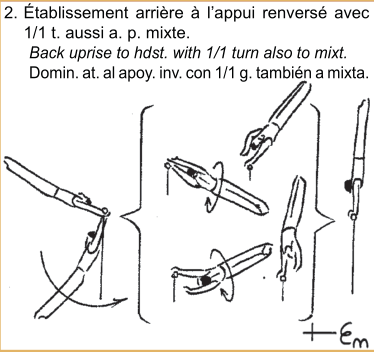 2. Établissement arrière à l'appui renversé avec
1/1 t. aussi a. p. mixte.
Back uprise to hdst. with 1/1 turn also to mixt.
Domin. at. al apoy. inv. con 1/1 g. también a mixta.